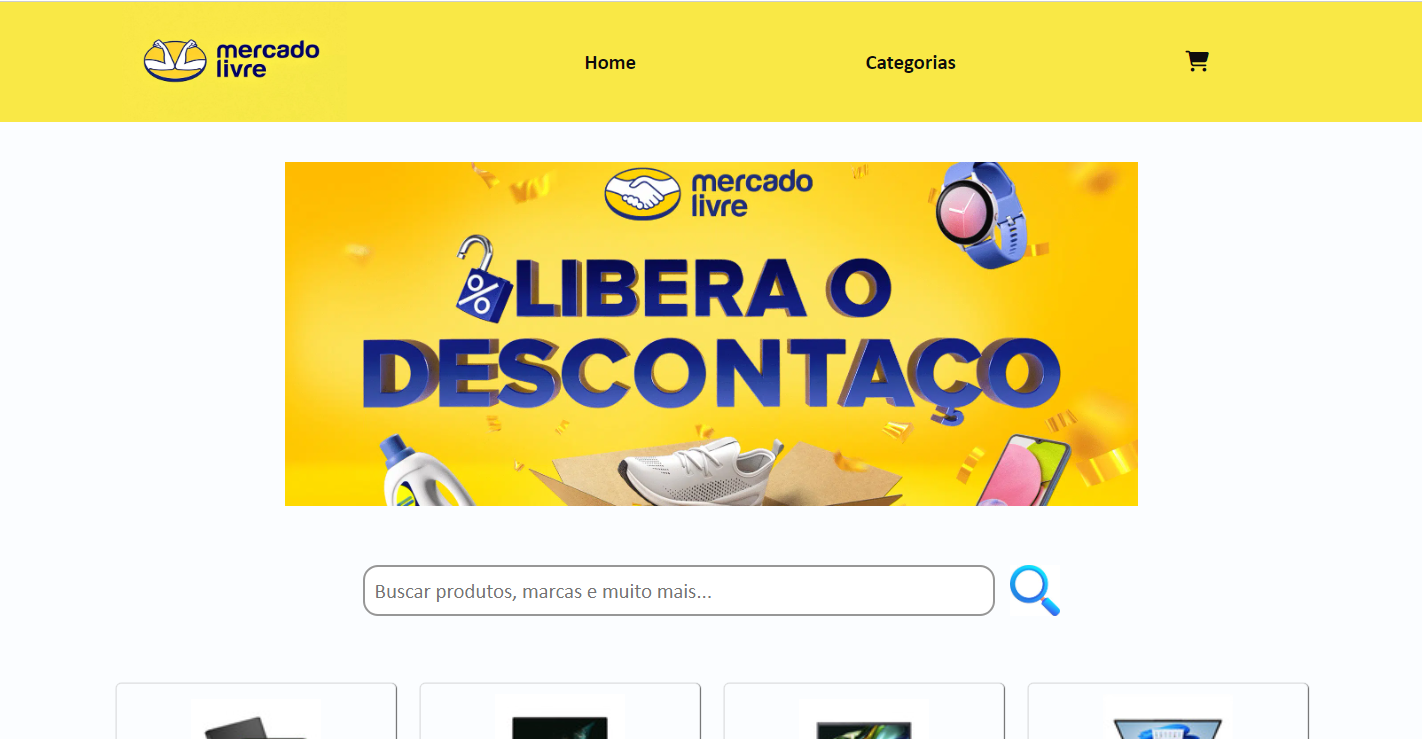 mercado
livre
Home
Categorias
mercado
livre
%
LIBERA O
DESCONTAÇO
Buscar produtos, marcas e muito mais...